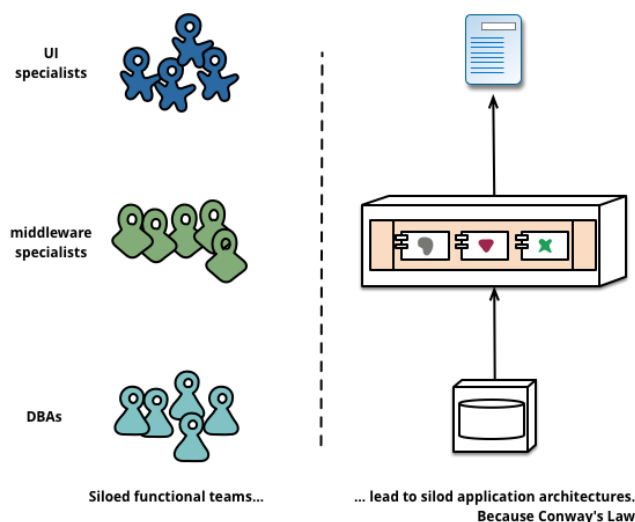 UI
specialists
middleware
specialists
DBAs
Siloed functional teams...
... lead to silod application architectures.
Because Conway's Law